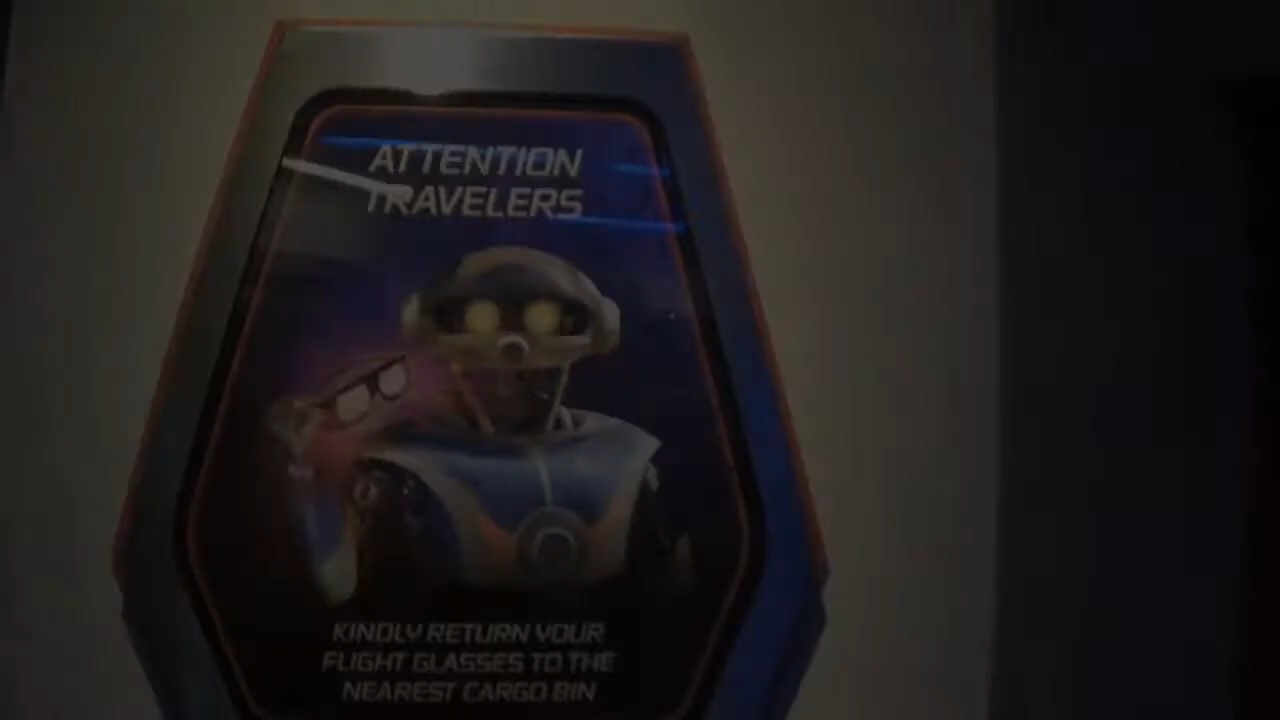 ATTENTION
TRAVELERS
KINDLY RETURN YOUR
FLIGHT GLASSES TO THE
NEAREST CARGO BIN